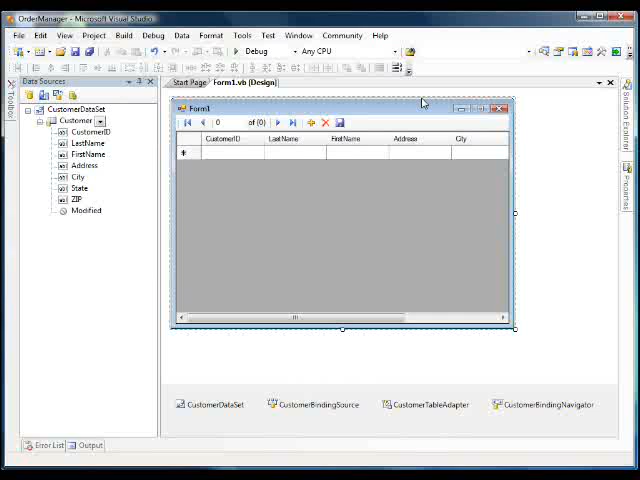 OrderManager - Microsoft Visual Studio
File Edit View Project Build Debug Data Format Tools Test Window Community Help
Debug Any CPU
Data Sources
Start Page Form1.vb [Design]
Toolbox
Solution Explorer
Properties
CustomerDataSet
Customer
CustomerID
LastName
FirstName
Address
City
State
ZIP
Modified
Form1
0 of {0}
CustomerID LastName FirstName Address City
CustomerDataSet CustomerBindingSource CustomerTableAdapter CustomerBindingNavigator
Error List Output